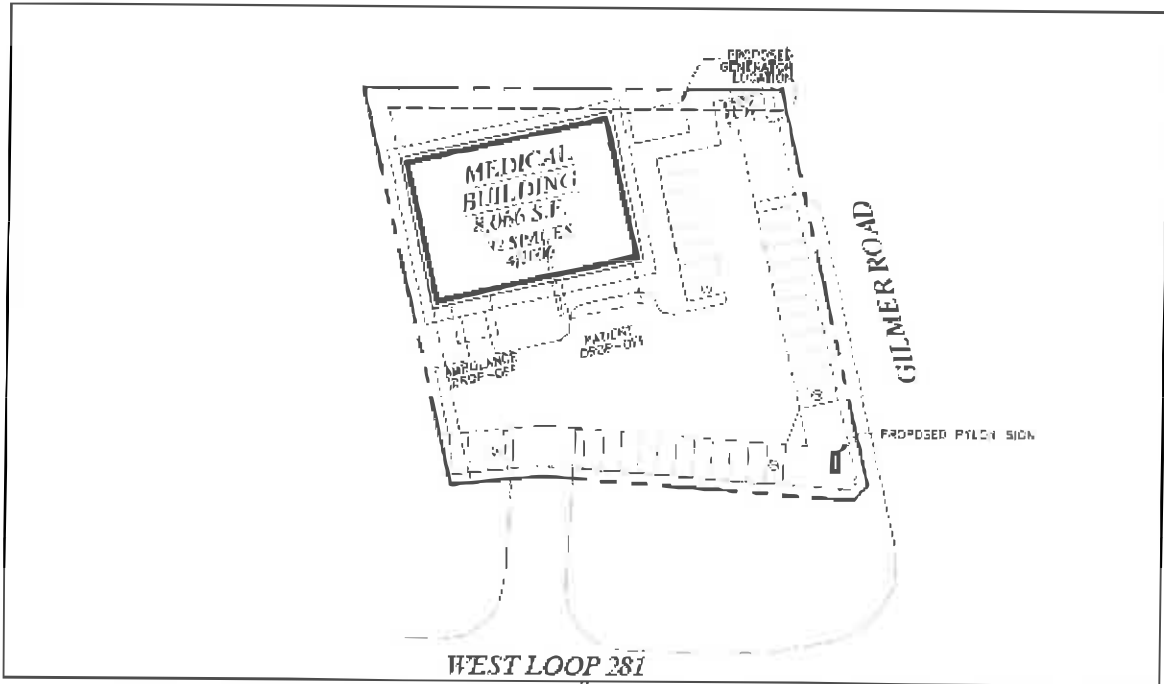 PROPOSED
GENERATOR
LOCATION
MEDICAL
BUILDING
8,066 S.F.
SPACES
PATIENT
DROP-OFF
AMBULANCE
DROP-OFF
GILMER ROAD
PROPOSED PYLON SIGN
WEST LOOP 281